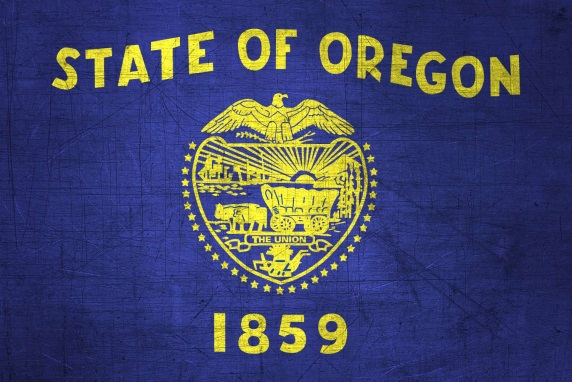 STATE OF OREGON
THE UNION
1859